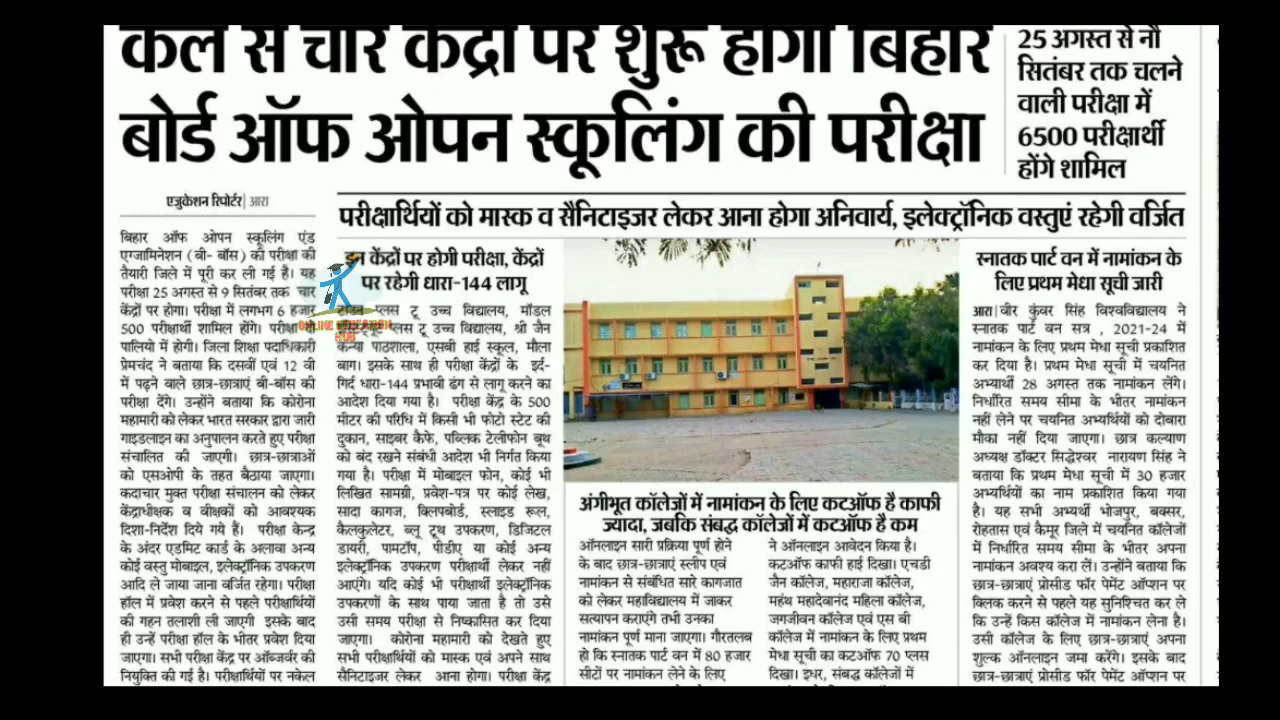 कल से चार केंद्रों पर शुरू होगी बिहार
बोर्ड ऑफ ओपन स्कूलिंग की परीक्षा
25 अगस्त से नौ
सितंबर तक चलने
वाली परीक्षा में
6500 परीक्षार्थी
होंगे शामिल
एजुकेशन रिपोर्टर| आरा
परीक्षार्थियों को मास्क व सैनिटाइजर लेकर आना होगा अनिवार्य, इलेक्ट्रॉनिक वस्तुएं रहेगी वर्जित
बिहार ऑफ ओपन स्कूलिंग एंड
एग्जामिनेशन (बी- बॉस) की परीक्षा की
तैयारी जिले में पूरी कर ली गई है। यह
परीक्षा 25 अगस्त से 9 सितंबर तक चार
केंद्रों पर होगा। परीक्षा में लगभग 6 हजार
500 परीक्षार्थी शामिल होंगे। परीक्षा दो
पालियो में होगी। जिला शिक्षा पदाधिकारी
प्रेमचंद ने बताया कि दसवीं एवं 12 वी
में पढ़ने वाले छात्र-छात्राएं बी-बॉस की
परीक्षा देंगे। उन्होंने बताया कि कोरोना
महामारी को लेकर भारत सरकार द्वारा जारी
गाइडलाइन का अनुपालन करते हुए परीक्षा
संचालित की जाएगी। छात्र-छात्राओं
को एसओपी के तहत बैठाया जाएगा।
कदाचार मुक्त परीक्षा संचालन को लेकर
केंद्राधीक्षक व वीक्षकों को आवश्यक
दिशा-निर्देश दिये गये हैं। परीक्षा केन्द्र
के अंदर एडमिट कार्ड के अलावा अन्य
कोई वस्तु मोबाइल, इलेक्ट्रॉनिक उपकरण
आदि ले जाया जाना वर्जित रहेगा। परीक्षा
हॉल में प्रवेश करने से पहले परीक्षार्थियों
की गहन तलाशी ली जाएगी इसके बाद
ही उन्हें परीक्षा हॉल के भीतर प्रवेश दिया
जाएगा। सभी परीक्षा केंद्र पर ऑब्जर्वर की
नियुक्ति की गई है। परीक्षार्थियों पर नकेल
इन केंद्रों पर होगी परीक्षा, केंद्रों
पर रहेगी धारा-144 लागू
टाउन प्लस टू उच्च विद्यालय, मॉडल
प्लस टू उच्च विद्यालय, श्री जैन
कन्या पाठशाला, एसबी हाई स्कूल, मौला
बाग। इसके साथ ही परीक्षा केंद्रों के इर्द-
गिर्द धारा-144 प्रभावी ढंग से लागू करने का
आदेश दिया गया है। परीक्षा केंद्र के 500
मीटर की परिधि में किसी भी फोटो स्टेट की
दुकान, साइबर कैफे, पब्लिक टेलीफोन बूथ
को बंद रखने संबंधी आदेश भी निर्गत किया
गया है। परीक्षा में मोबाइल फोन, कोई भी
लिखित सामग्री, प्रवेश-पत्र पर कोई लेख,
सादा कागज, क्लिपबोर्ड, स्लाइड रूल,
कैलकुलेटर, ब्लू टूथ उपकरण, डिजिटल
डायरी, पामटॉप, पीडीए या कोई अन्य
इलेक्ट्रॉनिक उपकरण परीक्षार्थी लेकर नहीं
आएंगे। यदि कोई भी परीक्षार्थी इलेक्ट्रॉनिक
उपकरणों के साथ पाया जाता है तो उसे
उसी समय परीक्षा से निष्कासित कर दिया
जाएगा। कोरोना महामारी को देखते हुए
सभी परीक्षार्थियों को मास्क एवं अपने साथ
सैनिटाइजर लेकर आना होगा। परीक्षा केंद्र
ONLINE EDUCATION
HUB
अंगीभूत कॉलेजों में नामांकन के लिए कटऑफ है काफी
ज्यादा, जबकि संबद्ध कॉलेजों में कटऑफ है कम
ऑनलाइन सारी प्रक्रिया पूर्ण होने
के बाद छात्र-छात्राएं स्लीप एवं
नामांकन से संबंधित सारे कागजात
को लेकर महाविद्यालय में जाकर
सत्यापन कराएंगे तभी उनका
नामांकन पूर्ण माना जाएगा। गौरतलब
हो कि स्नातक पार्ट वन में 80 हजार
सीटों पर नामांकन लेने के लिए
ने ऑनलाइन आवेदन किया है।
कटऑफ काफी हाई दिखा। एचडी
जैन कॉलेज, महाराजा कॉलेज,
महंथ महादेवानंद महिला कॉलेज,
जगजीवन कॉलेज एवं एस बी
कॉलेज में नामांकन के लिए प्रथम
मेधा सूची का कटऑफ 70 प्लस
दिखा। इधर, संबद्ध कॉलेजों में
स्नातक पार्ट वन में नामांकन के
लिए प्रथम मेधा सूची जारी
आरा|वीर कुंवर सिंह विश्वविद्यालय ने
स्नातक पार्ट वन सत्र , 2021-24 में
नामांकन के लिए प्रथम मेधा सूची प्रकाशित
कर दिया है। प्रथम मेधा सूची में चयनित
अभ्यार्थी 28 अगस्त तक नामांकन लेंगे।
निर्धारित समय सीमा के भीतर नामांकन
नहीं लेने पर चयनित अभ्यर्थियों को दोबारा
मौका नहीं दिया जाएगा। छात्र कल्याण
अध्यक्ष डॉक्टर सिद्धेश्वर नारायण सिंह ने
बताया कि प्रथम मेधा सूची में 30 हजार
अभ्यर्थियों का नाम प्रकाशित किया गया
है। यह सभी अभ्यर्थी भोजपुर, बक्सर,
रोहतास एवं कैमूर जिले में चयनित कॉलेजों
में निर्धारित समय सीमा के भीतर अपना
नामांकन अवश्य करा लें। उन्होंने बताया कि
छात्र-छात्राएं प्रोसीड फॉर पेमेंट ऑप्शन पर
क्लिक करने से पहले यह सुनिश्चित कर ले
कि उन्हें किस कॉलेज में नामांकन लेना है।
उसी कॉलेज के लिए छात्र-छात्राएं अपना
शुल्क ऑनलाइन जमा करेंगे। इसके बाद
छात्र-छात्राएं प्रोसीड फॉर पेमेंट ऑप्शन पर